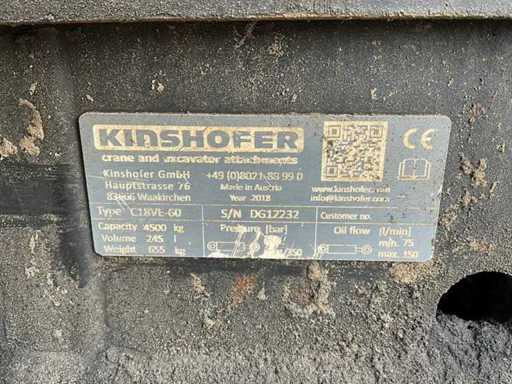 KINSHOFER
crane and excavator attachments
Kinshofer GmbH +49 (0)8021 88 99 0 www.kinshofer.com
Hauptstrasse 76 Made in Austria info@kinshofer.com
83666 Waakirchen Year 2018
Type C18VE-60 S/N DG12232 Customer no.
Capacity 4500 kg Pressure [bar] Oil flow [l/min]
Volume 245 l min. 75
Weight 655 kg max. 150